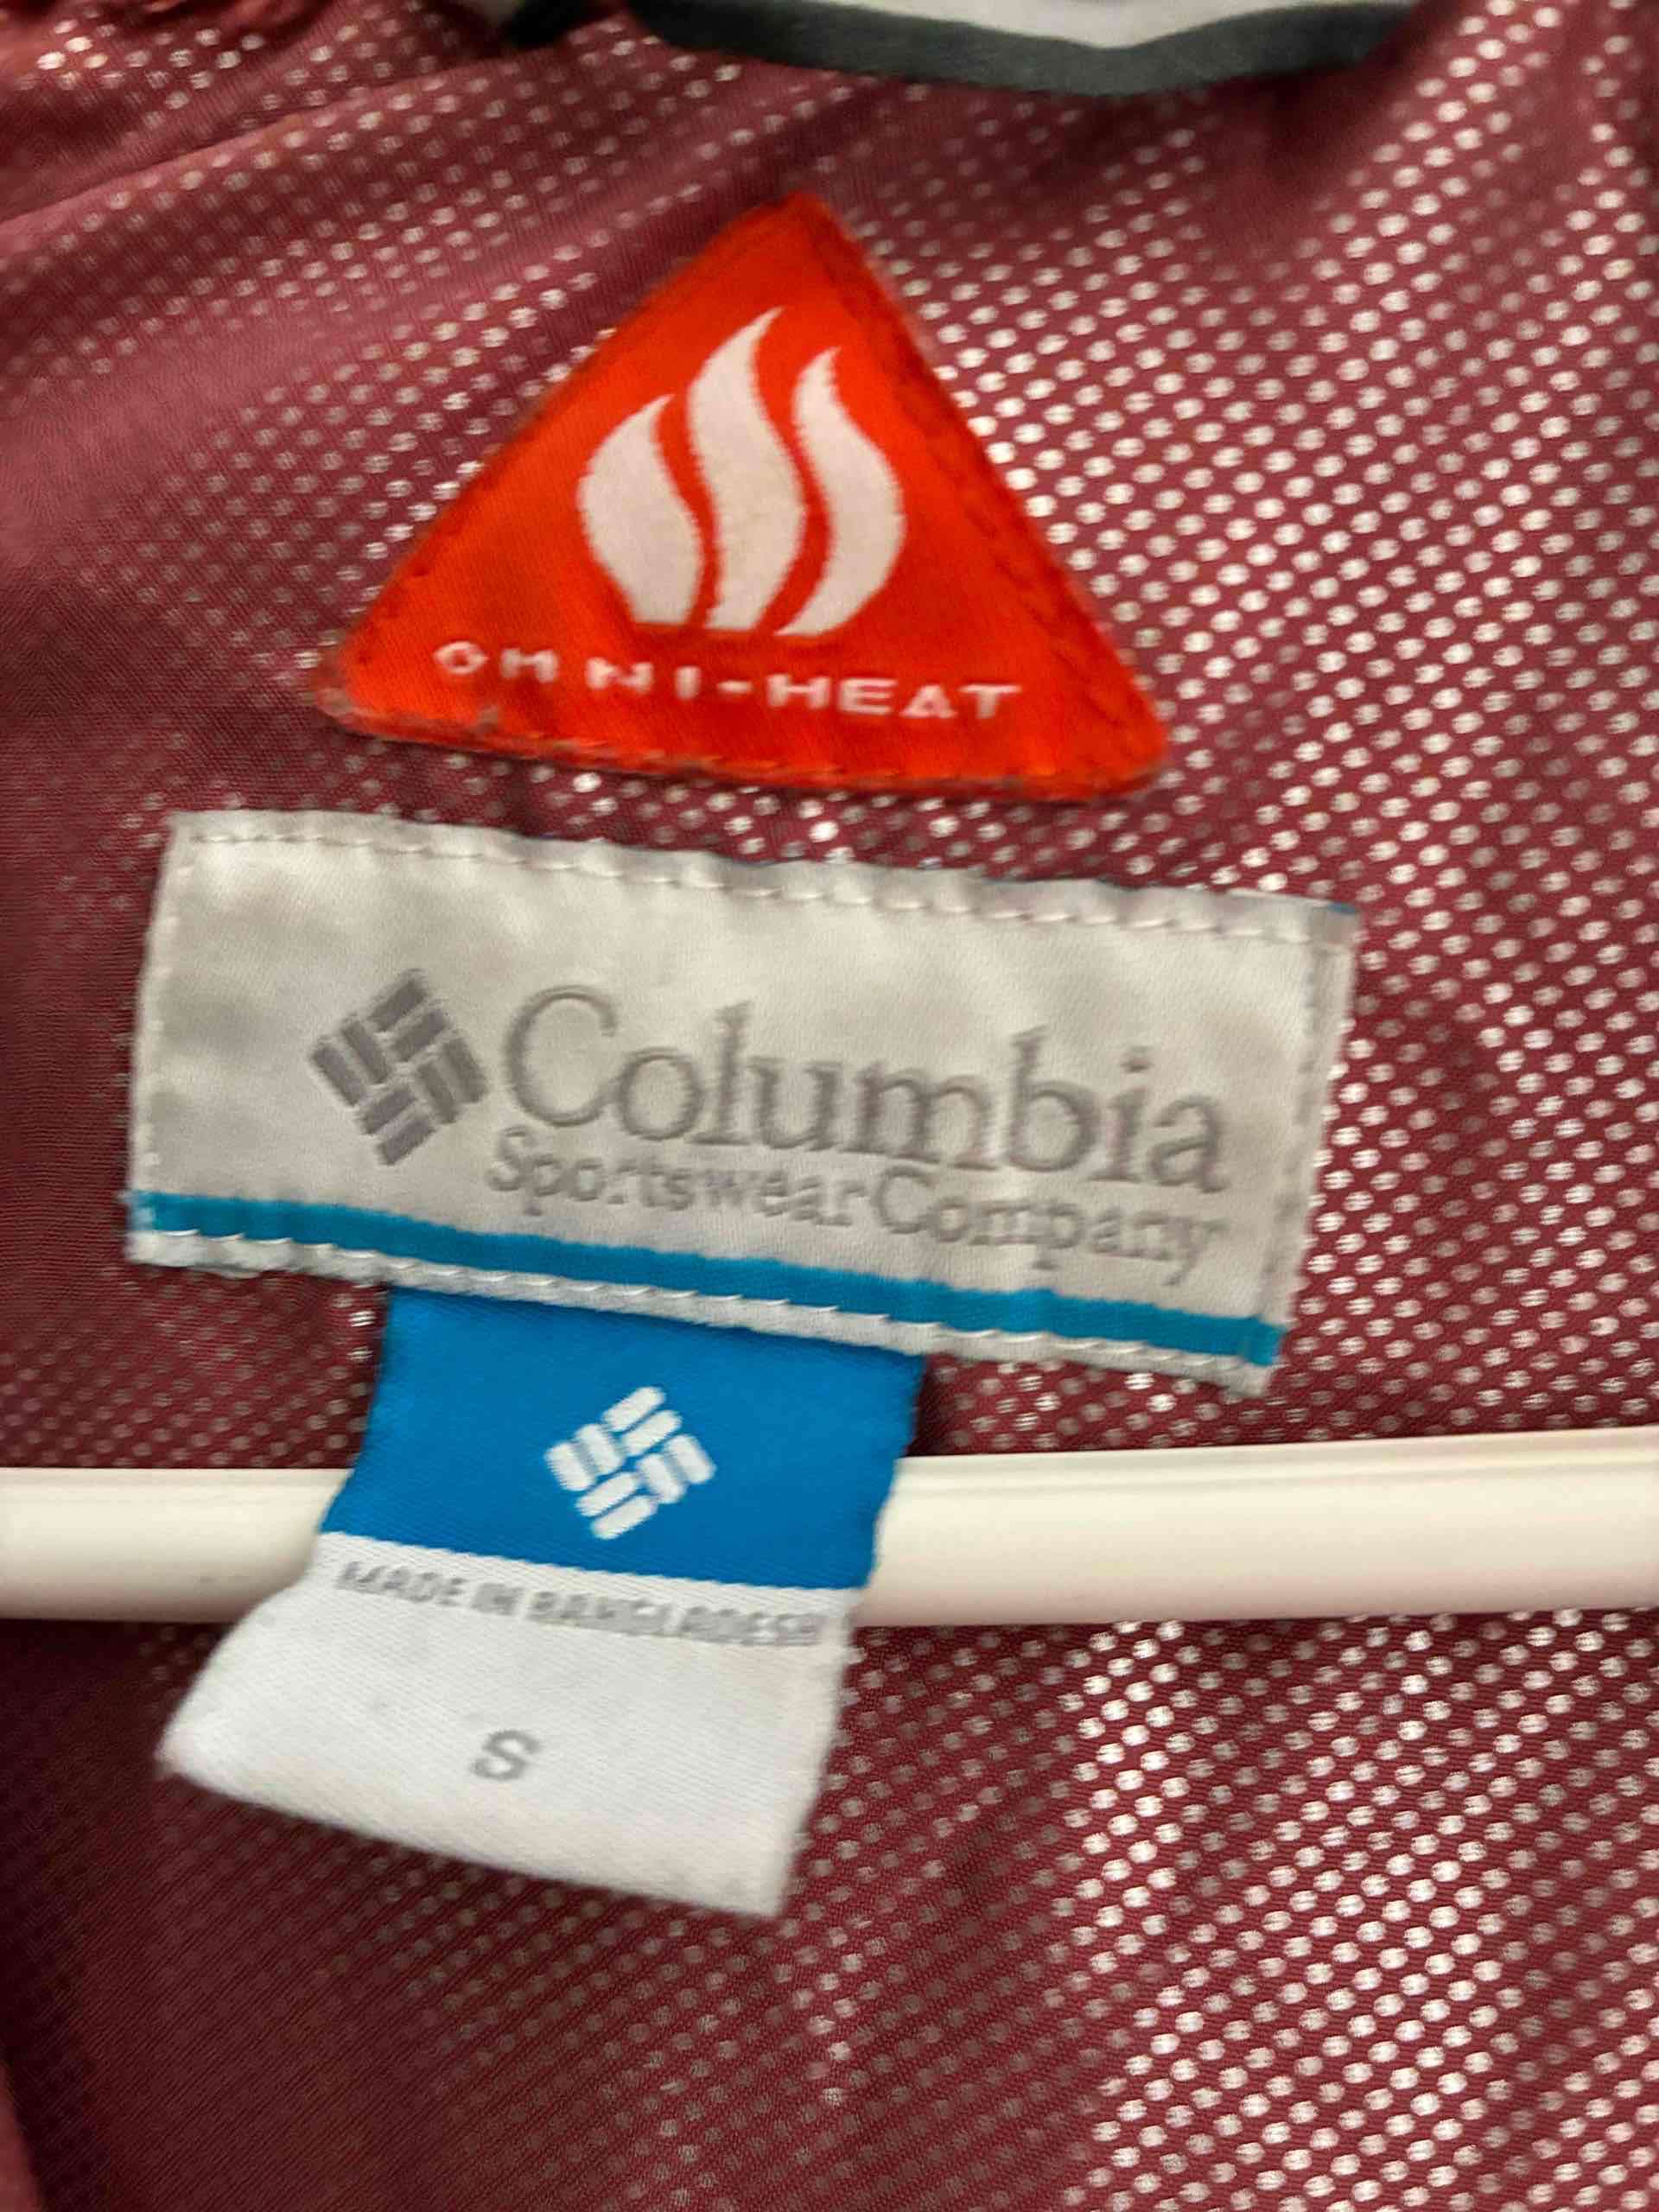 OMNI-HEAT
Columbia
Sportswear Company
MADE IN BANGLADESH
S